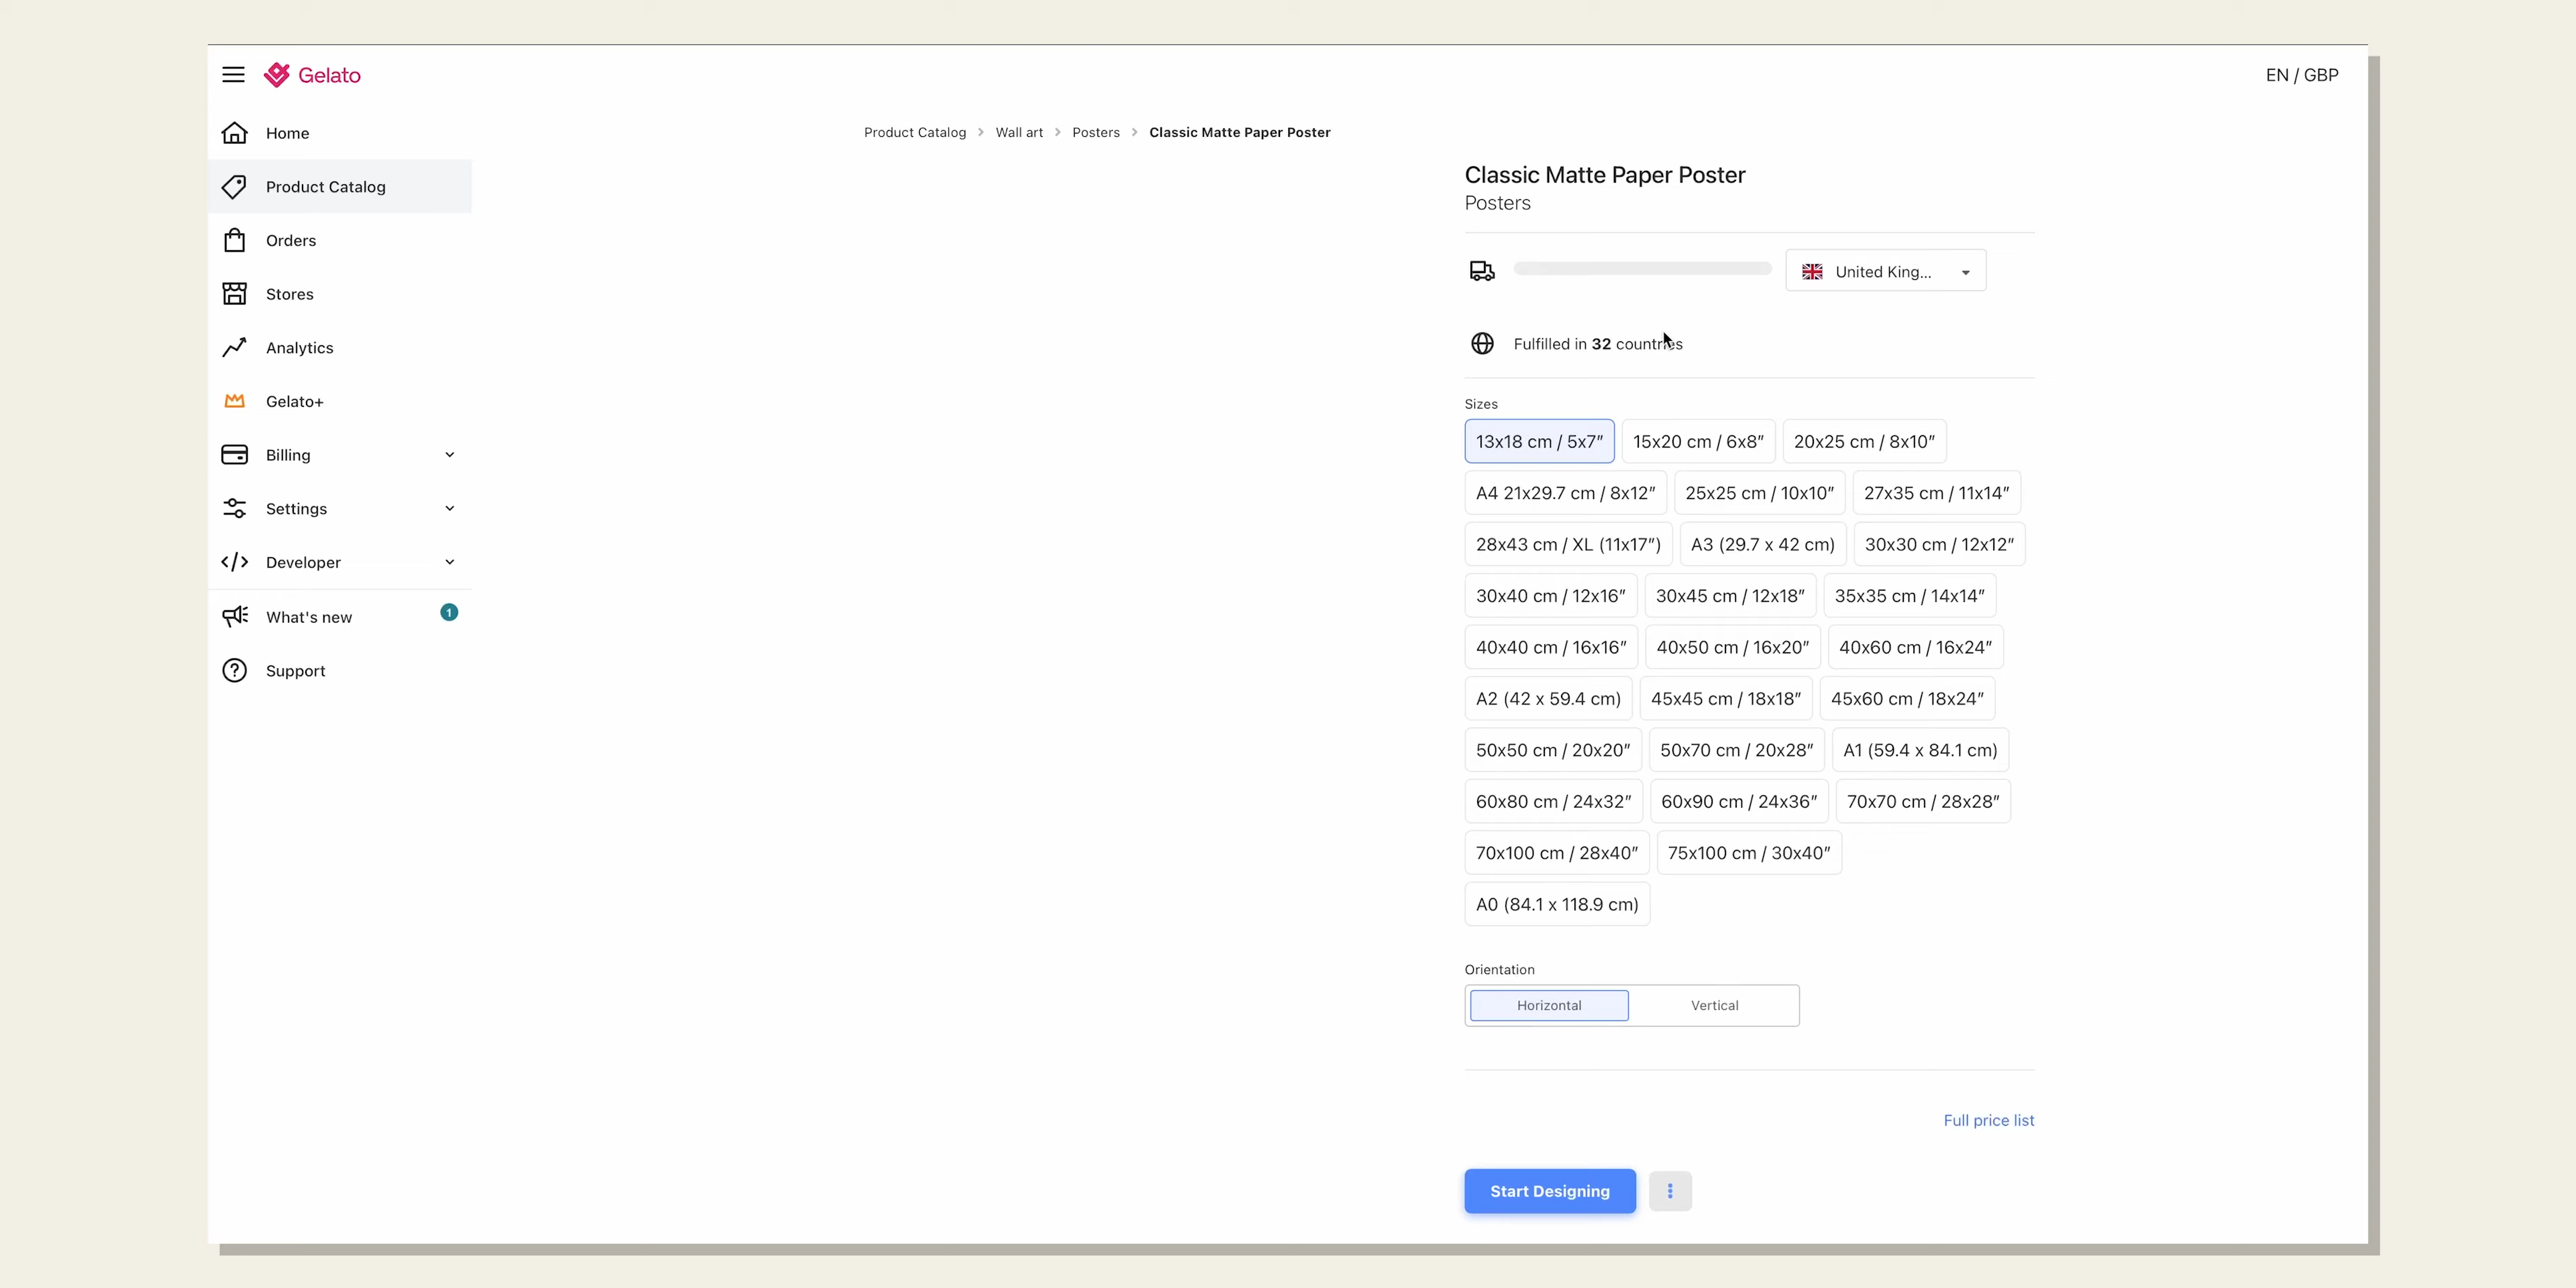 Gelato
EN / GBP
Home
Product Catalog
Orders
Stores
Analytics
Gelato+
Billing
Settings
Developer
What's new
1
Support
Product Catalog > Wall art > Posters > Classic Matte Paper Poster
Classic Matte Paper Poster
Posters
United King...
Fulfilled in 32 countries
Sizes
13x18 cm / 5x7″ 15x20 cm / 6x8″ 20x25 cm / 8x10″
A4 21x29.7 cm / 8x12″ 25x25 cm / 10x10″ 27x35 cm / 11x14″
28x43 cm / XL (11x17″) A3 (29.7 x 42 cm) 30x30 cm / 12x12″
30x40 cm / 12x16″ 30x45 cm / 12x18″ 35x35 cm / 14x14″
40x40 cm / 16x16″ 40x50 cm / 16x20″ 40x60 cm / 16x24″
A2 (42 x 59.4 cm) 45x45 cm / 18x18″ 45x60 cm / 18x24″
50x50 cm / 20x20″ 50x70 cm / 20x28″ A1 (59.4 x 84.1 cm)
60x80 cm / 24x32″ 60x90 cm / 24x36″ 70x70 cm / 28x28″
70x100 cm / 28x40″ 75x100 cm / 30x40″
A0 (84.1 x 118.9 cm)
Orientation
Horizontal Vertical
Full price list
Start Designing